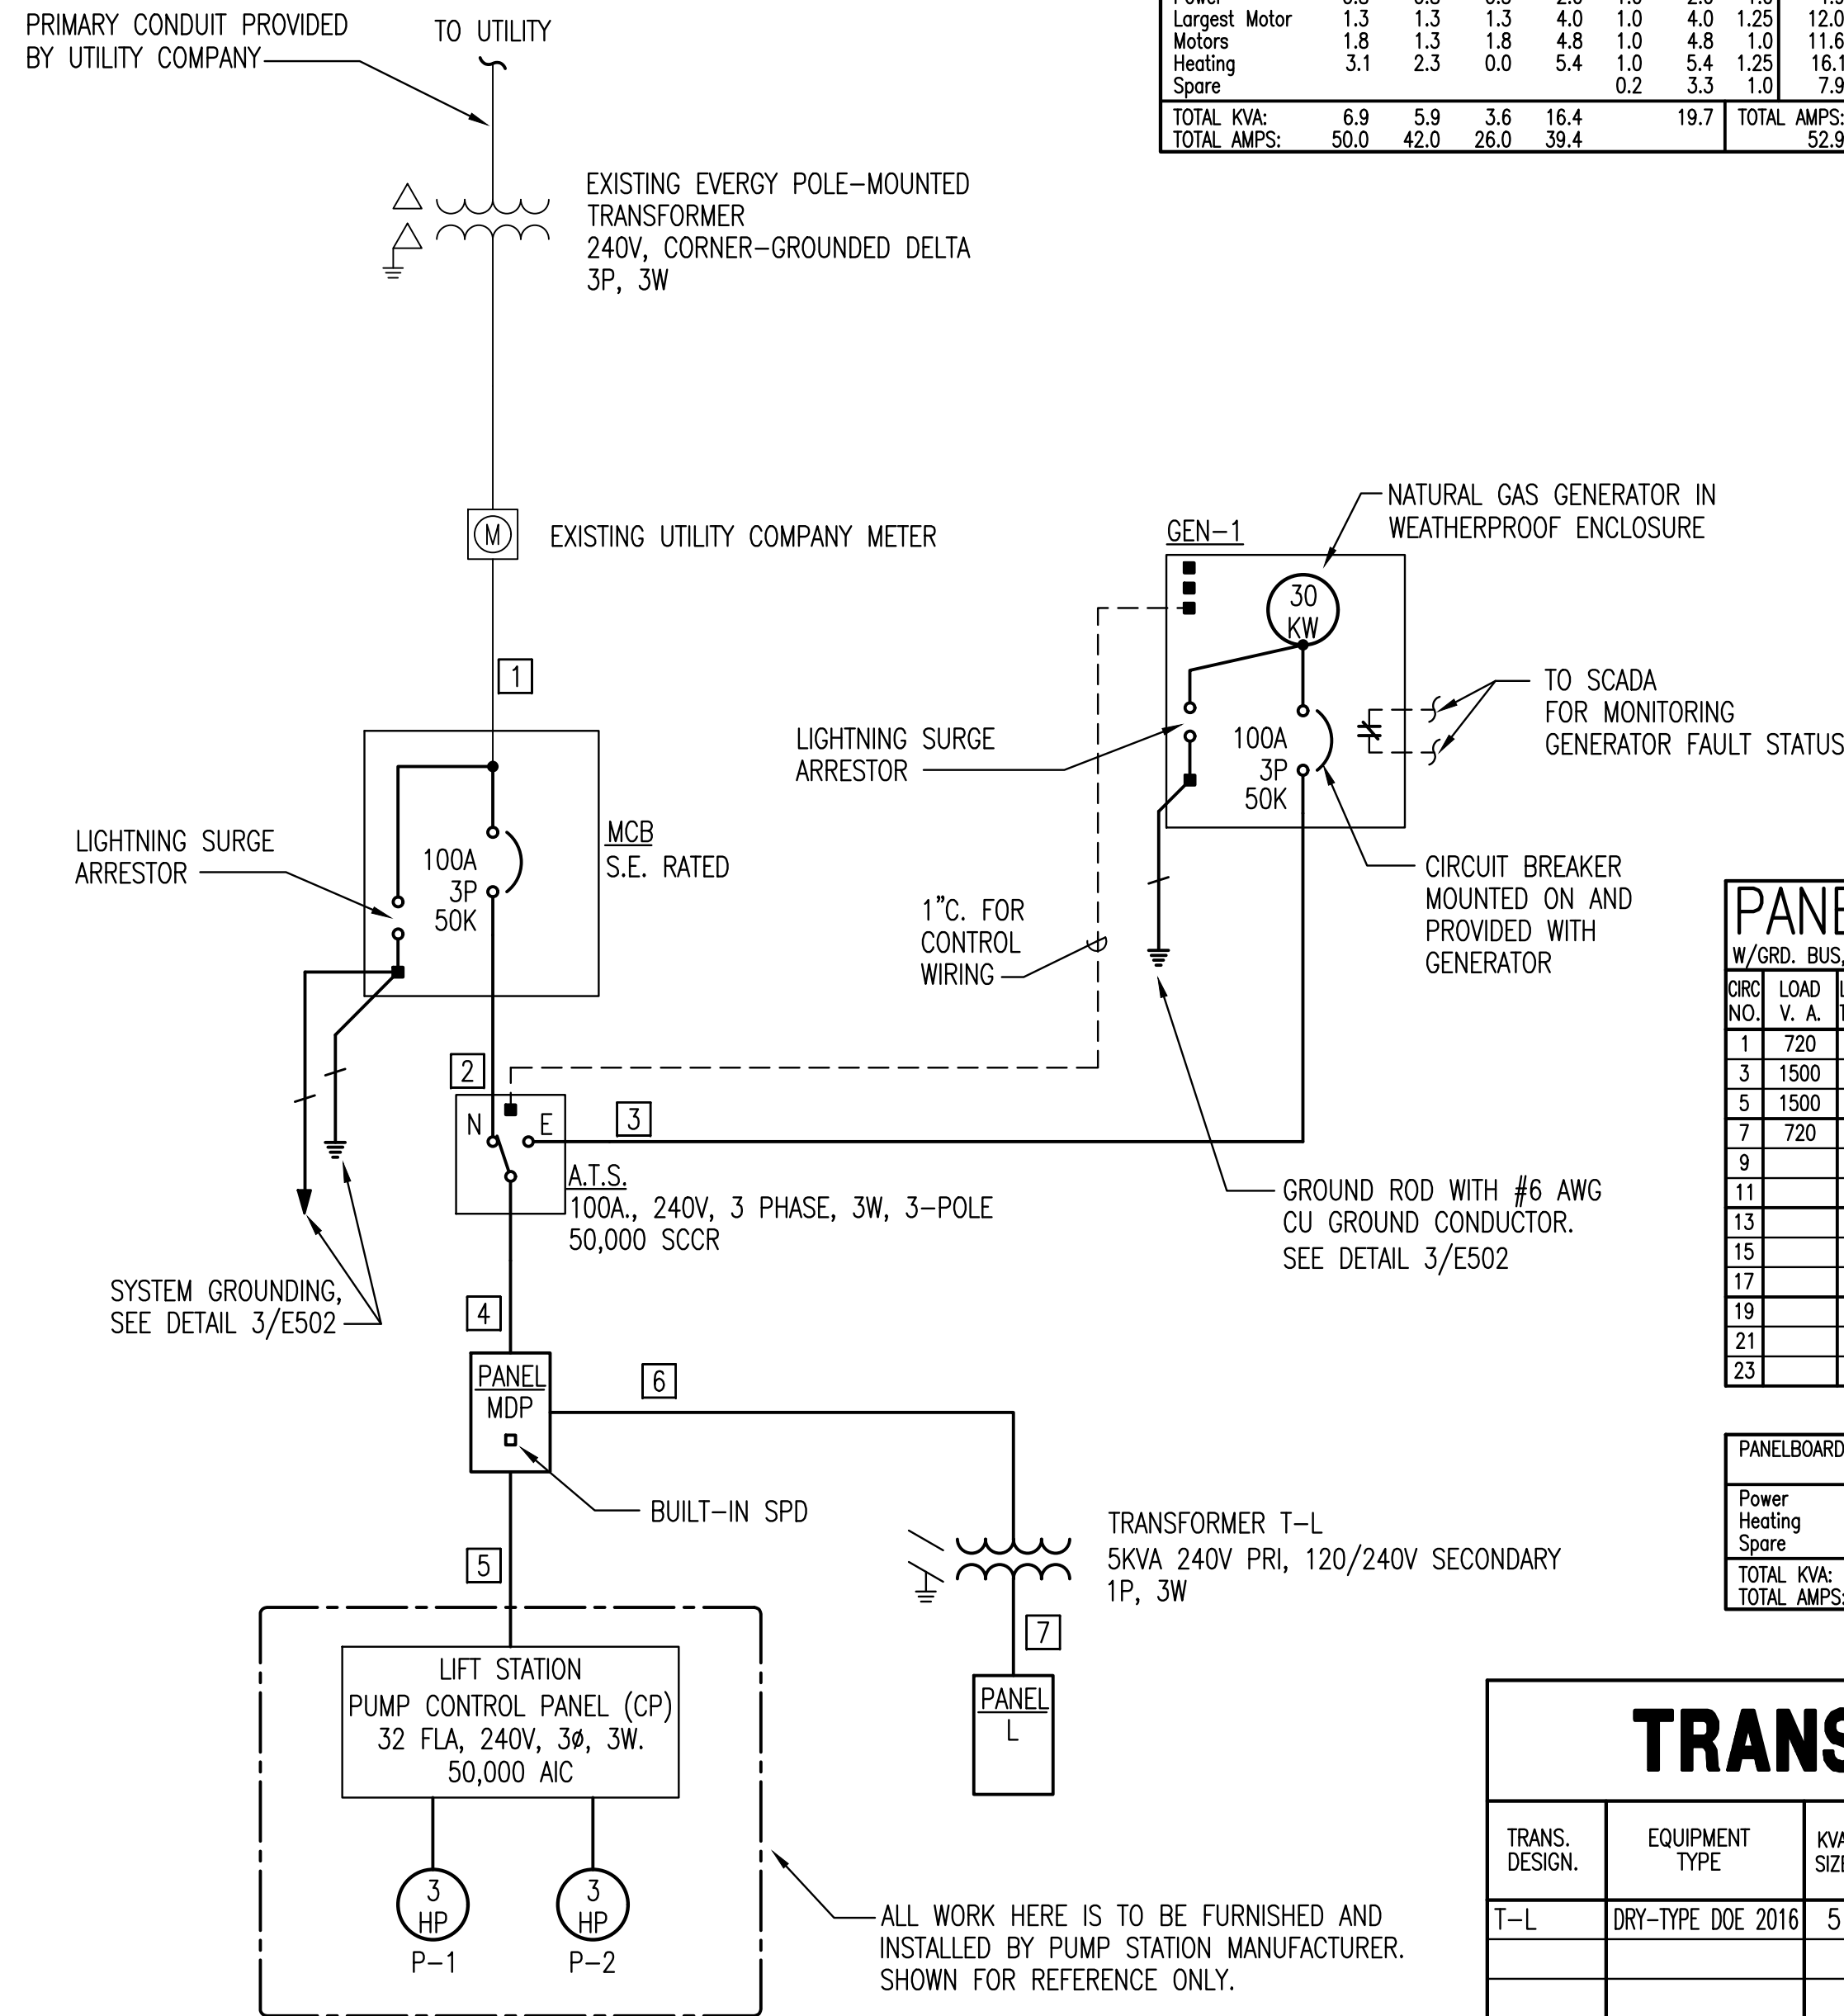 PRIMARY CONDUIT PROVIDED
BY UTILITY COMPANY
TO UTILITY
EXISTING EVERGY POLE-MOUNTED
TRANSFORMER
240V, CORNER-GROUNDED DELTA
3P, 3W
Largest Motor 1.3 1.3 1.3 4.0 1.0 4.0 1.25 12.0
Motors 1.8 1.3 1.8 4.8 1.0 4.8 1.0 11.6
Heating 3.1 2.3 0.0 5.4 1.0 5.4 1.25 16.1
Spare 0.2 3.3 1.0 7.9
TOTAL KVA: 6.9 5.9 3.6 16.4 19.7 TOTAL AMPS:
TOTAL AMPS: 50.0 42.0 26.0 39.4 52.9
M
EXISTING UTILITY COMPANY METER
NATURAL GAS GENERATOR IN
WEATHERPROOF ENCLOSURE
GEN-1
30
KW
1
TO SCADA
FOR MONITORING
GENERATOR FAULT STATUS
LIGHTNING SURGE
ARRESTOR
100A
3P
50K
LIGHTNING SURGE
ARRESTOR
100A
3P
50K
MCB
S.E. RATED
CIRCUIT BREAKER
MOUNTED ON AND
PROVIDED WITH
GENERATOR
1"C. FOR
CONTROL
WIRING
2
N
E
3
A.T.S.
100A., 240V, 3 PHASE, 3W, 3-POLE
50,000 SCCR
GROUND ROD WITH #6 AWG
CU GROUND CONDUCTOR.
SEE DETAIL 3/E502
SYSTEM GROUNDING,
SEE DETAIL 3/E502
4
PANEL
MDP
6
BUILT-IN SPD
5
TRANSFORMER T-L
5KVA 240V PRI, 120/240V SECONDARY
1P, 3W
7
PANEL
L
LIFT STATION
PUMP CONTROL PANEL (CP)
32 FLA, 240V, 3ø, 3W.
50,000 AIC
3
HP
P-1
3
HP
P-2
ALL WORK HERE IS TO BE FURNISHED AND
INSTALLED BY PUMP STATION MANUFACTURER.
SHOWN FOR REFERENCE ONLY.
W/GRD. BUS,
CIRC
NO.
LOAD
V. A.
1 720
3 1500
5 1500
7 720
9
11
13
15
17
19
21
23
PANELBOARD
Power
Heating
Spare
TOTAL KVA:
TOTAL AMPS:
TRANS.
DESIGN.
EQUIPMENT
TYPE
KVA
SIZE
T-L DRY-TYPE DOE 2016 5